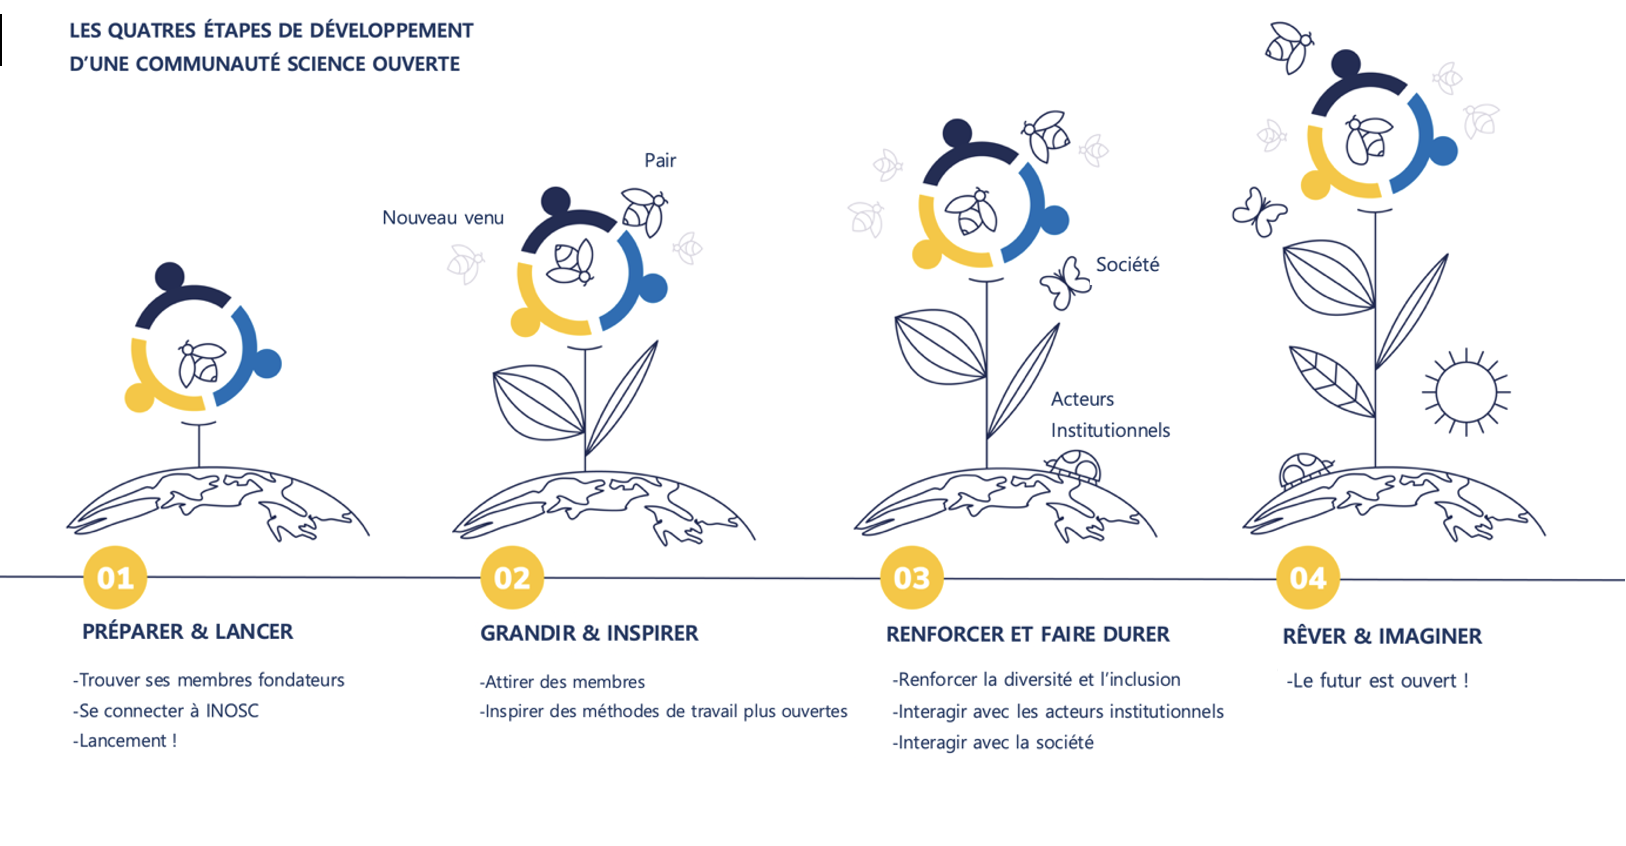 LES QUATRES ÉTAPES DE DÉVELOPPEMENT
D'UNE COMMUNAUTÉ SCIENCE OUVERTE
Pair
Nouveau venu
Société
Acteurs
Institutionnels
01
PRÉPARER & LANCER
-Trouver ses membres fondateurs
-Se connecter à INOSC
-Lancement !
02
GRANDIR & INSPIRER
-Attirer des membres
-Inspirer des méthodes de travail plus ouvertes
03
RENFORCER ET FAIRE DURER
-Renforcer la diversité et l'inclusion
-Interagir avec les acteurs institutionnels
-Interagir avec la société
04
RÊVER & IMAGINER
-Le futur est ouvert !